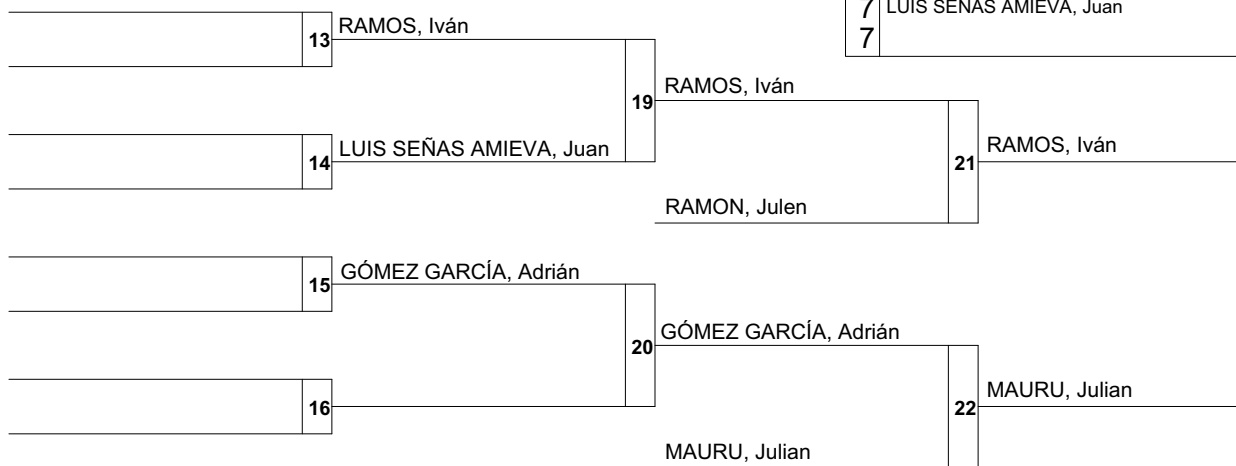 7 LUIS SEÑAS AMIEVA, Juan
7
13 RAMOS, Iván
19 RAMOS, Iván
14 LUIS SEÑAS AMIEVA, Juan
21 RAMOS, Iván
RAMON, Julen
15 GÓMEZ GARCÍA, Adrián
20 GÓMEZ GARCÍA, Adrián
16
22 MAURU, Julian
MAURU, Julian